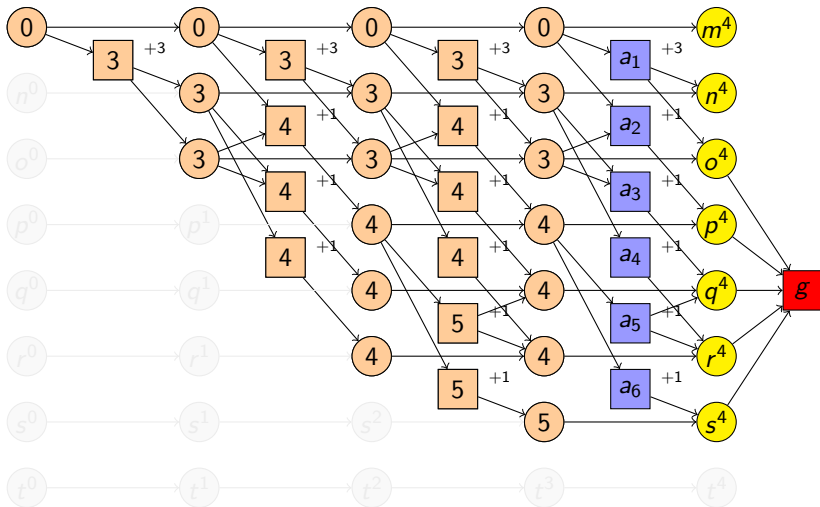 0 0 0 0 m⁴
3 +3 3 +3 3 +3 a₁ +3
n⁰ 3 3 3 n⁴
4 +1 4 +1 a₂ +1
o⁰ 3 3 3 o⁴
4 +1 4 +1 a₃ +1
p⁰ p¹ 4 4 p⁴
4 +1 4 +1 a₄ +1
q⁰ q¹ 4 4 q⁴ g
5 +1 a₅ +1
r⁰ r¹ 4 4 r⁴
5 +1 a₆ +1
s⁰ s¹ s² 5 s⁴
t⁰ t¹ t² t³ t⁴